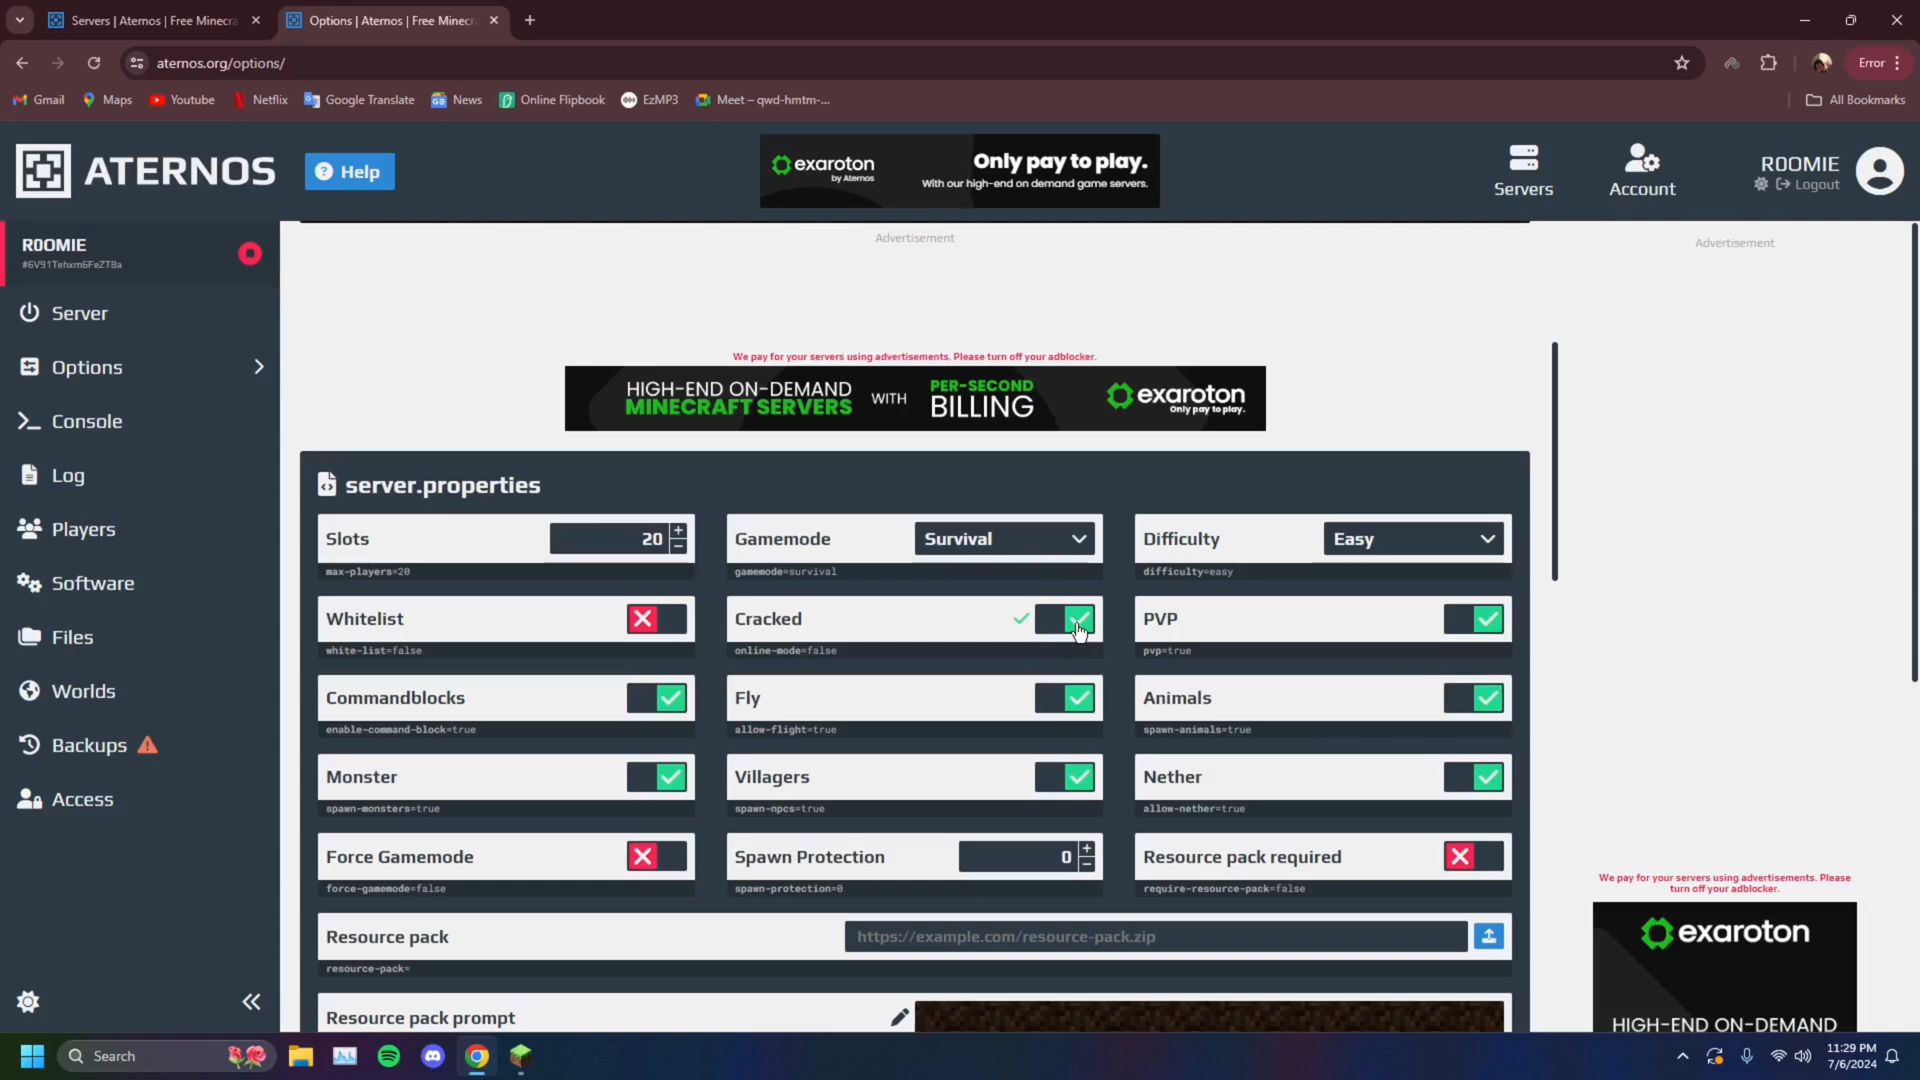 Servers | Aternos | Free Minecra
Options | Aternos | Free Minec
aternos.org/options/
Error
Gmail
Maps
Youtube
Netflix
Google Translate
News
Online Flipbook
EzMP3
Meet – qwd-hmtm-...
All Bookmarks
ATERNOS
Help
exaroton
by Aternos
Only pay to play.
With our high-end on demand game servers.
Servers
Account
R0OMIE
Logout
R0OMIE
#6V91Tehxm6FeZT8a
Server
Options
Console
Log
Players
Software
Files
Worlds
Backups
Access
Advertisement
Advertisement
We pay for your servers using advertisements. Please turn off your adblocker.
HIGH-END ON-DEMAND
MINECRAFT SERVERS
WITH
PER-SECOND
BILLING
exaroton
Only pay to play.
server.properties
Slots
20
max-players=20
Gamemode
Survival
gamemode=survival
Difficulty
Easy
difficulty=easy
Whitelist
white-list=false
Cracked
online-mode=false
PVP
pvp=true
Commandblocks
enable-command-block=true
Fly
allow-flight=true
Animals
spawn-animals=true
Monster
spawn-monsters=true
Villagers
spawn-npcs=true
Nether
allow-nether=true
Force Gamemode
force-gamemode=false
Spawn Protection
0
spawn-protection=0
Resource pack required
require-resource-pack=false
Resource pack
https://example.com/resource-pack.zip
resource-pack=
Resource pack prompt
We pay for your servers using advertisements. Please
turn off your adblocker.
exaroton
HIGH-END ON-DEMAND
Search
11:29 PM
7/6/2024